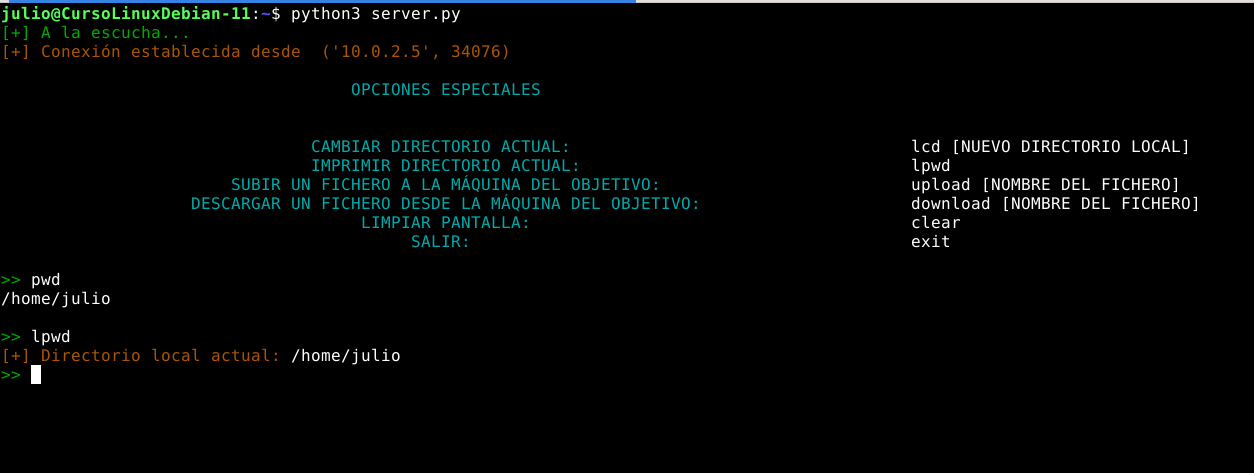 julio@CursoLinuxDebian-11:~$ python3 server.py
[+] A la escucha...
[+] Conexión establecida desde  ('10.0.2.5', 34076)
OPCIONES ESPECIALES
CAMBIAR DIRECTORIO ACTUAL: lcd [NUEVO DIRECTORIO LOCAL]
IMPRIMIR DIRECTORIO ACTUAL: lpwd
SUBIR UN FICHERO A LA MÁQUINA DEL OBJETIVO: upload [NOMBRE DEL FICHERO]
DESCARGAR UN FICHERO DESDE LA MÁQUINA DEL OBJETIVO: download [NOMBRE DEL FICHERO]
LIMPIAR PANTALLA: clear
SALIR: exit
>> pwd
/home/julio
>> lpwd
[+] Directorio local actual: /home/julio
>>